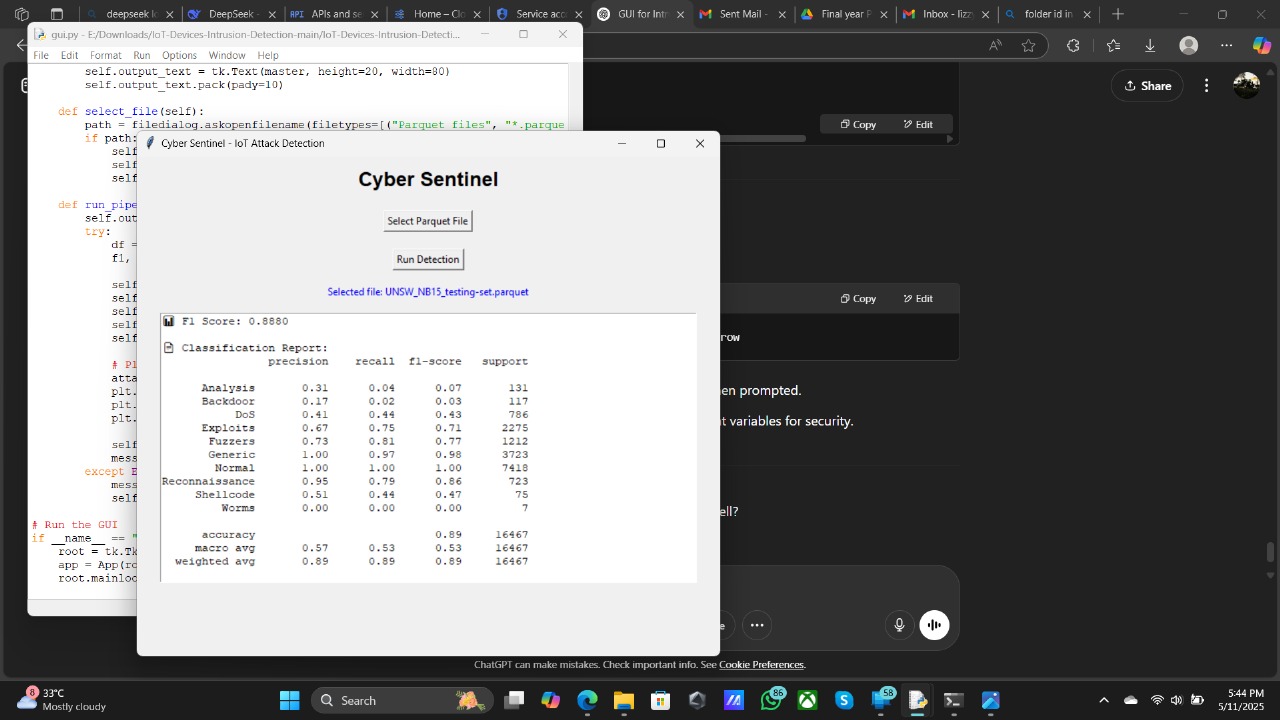 deepseek l
DeepSeek -
API APIs and se
Home – Clo
Service acc
GUI for Intr
Sent Mail
Final year P
Inbox - lizz
folder id in
gui.py - E:/Downloads/IoT-Devices-Intrusion-Detection-main/IoT-Devices-Intrusion-Detecti...
File Edit Format Run Options Window Help
self.output_text = tk.Text(master, height=20, width=80)
self.output_text.pack(pady=10)
def select_file(self):
path = filedialog.askopenfilename(filetypes=[("Parquet files", "*.parque
if path:
self
self
self
def run_pipe
self.out
try:
df =
f1,
self
self
self
self
self
# Pl
atta
plt.
plt.
plt.
self
mess
except E
mess
self
# Run the GUI
if __name__ == "
root = tk.Tk
app = App(ro
root.mainloo
Cyber Sentinel - IoT Attack Detection
Cyber Sentinel
Select Parquet File
Run Detection
Selected file: UNSW_NB15_testing-set.parquet
F1 Score: 0.8880
Classification Report:
precision recall f1-score support
Analysis 0.31 0.04 0.07 131
Backdoor 0.17 0.02 0.03 117
DoS 0.41 0.44 0.43 786
Exploits 0.67 0.75 0.71 2275
Fuzzers 0.73 0.81 0.77 1212
Generic 1.00 0.97 0.98 3723
Normal 1.00 1.00 1.00 7418
Reconnaissance 0.95 0.79 0.86 723
Shellcode 0.51 0.44 0.47 75
Worms 0.00 0.00 0.00 7
accuracy 0.89 16467
macro avg 0.57 0.53 0.53 16467
weighted avg 0.89 0.89 0.89 16467
Share
Copy Edit
Copy Edit
row
en prompted.
t variables for security.
ell?
ChatGPT can make mistakes. Check important info. See Cookie Preferences.
8
33°C
Mostly cloudy
Search
86
58
5:44 PM
5/11/2025